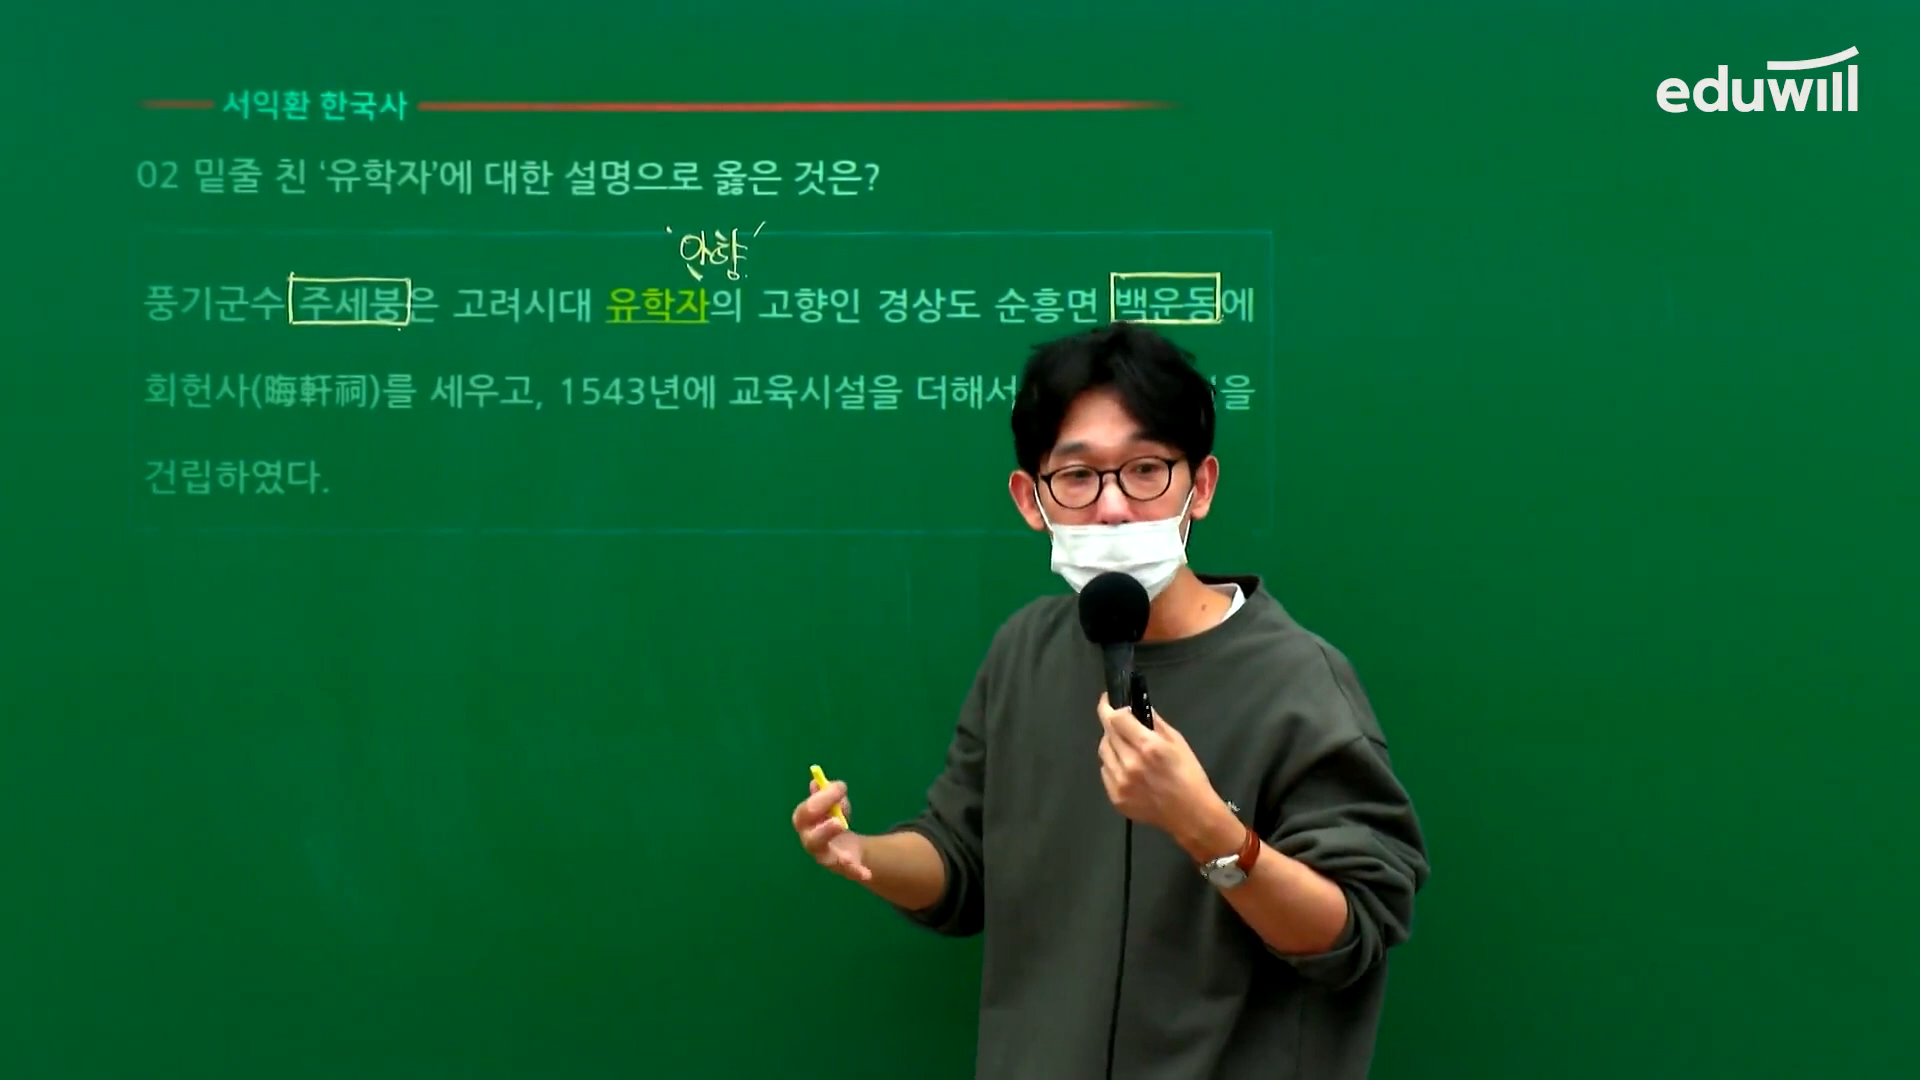 eduwill
서익환 한국사
02 밑줄 친 ‘유학자’에 대한 설명으로 옳은 것은?
‘안향’
풍기군수 주세붕은 고려시대 유학자의 고향인 경상도 순흥면 백운동에
회헌사(晦軒祠)를 세우고, 1543년에 교육시설을 더해서 을
건립하였다.